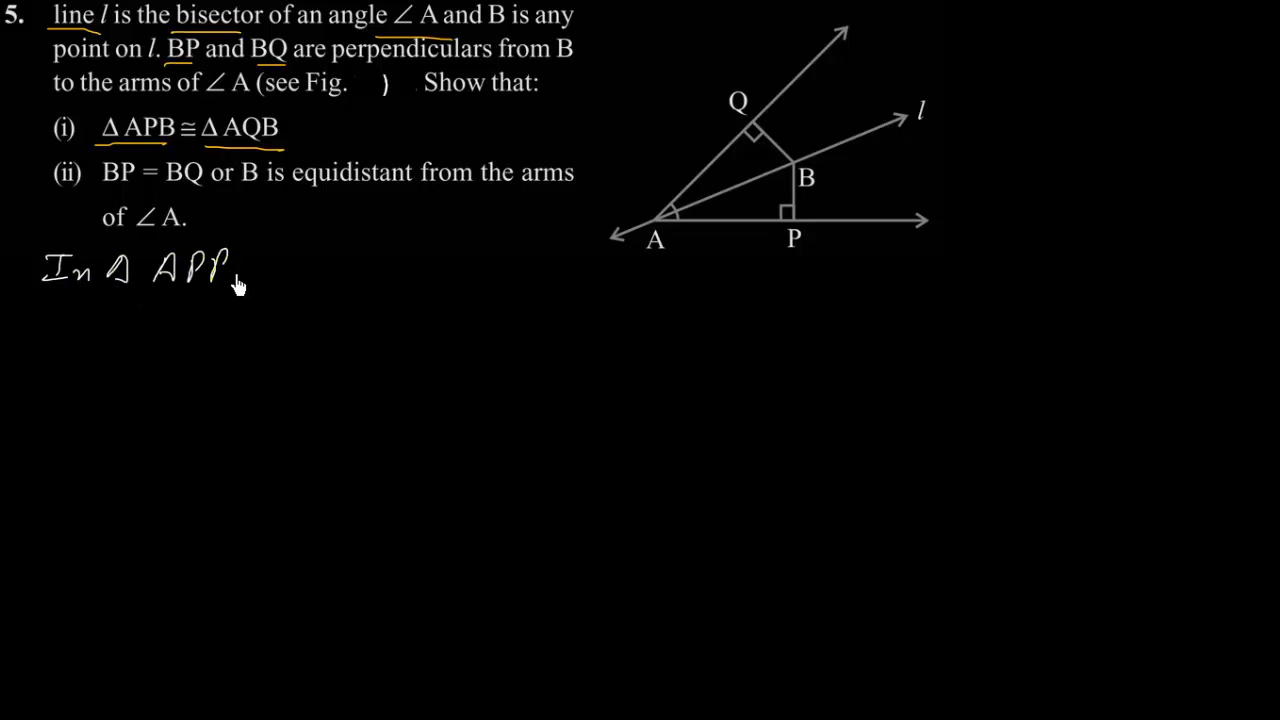 5. line l is the bisector of an angle ∠ A and B is any
point on l. BP and BQ are perpendiculars from B
to the arms of ∠ A (see Fig. ) Show that:
(i) Δ APB ≅ Δ AQB
(ii) BP = BQ or B is equidistant from the arms
of ∠ A.
In Δ APP
Q
l
B
A
P